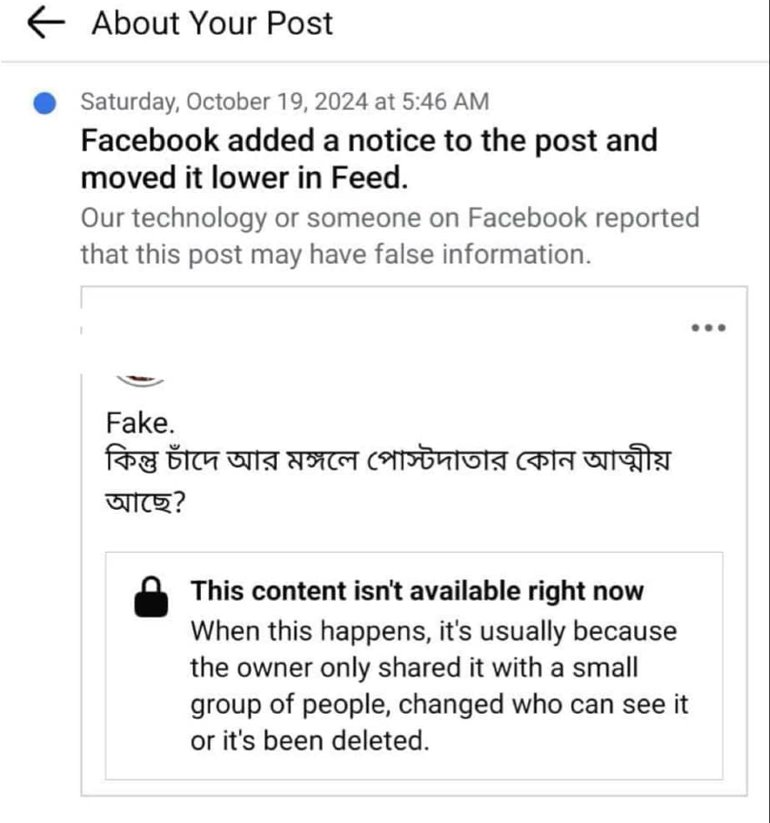 About Your Post
Saturday, October 19, 2024 at 5:46 AM
Facebook added a notice to the post and
moved it lower in Feed.
Our technology or someone on Facebook reported
that this post may have false information.
Fake.
কিন্তু চাঁদে আর মঙ্গলে পোস্টদাতার কোন আত্মীয়
আছে?
This content isn't available right now
When this happens, it's usually because
the owner only shared it with a small
group of people, changed who can see it
or it's been deleted.